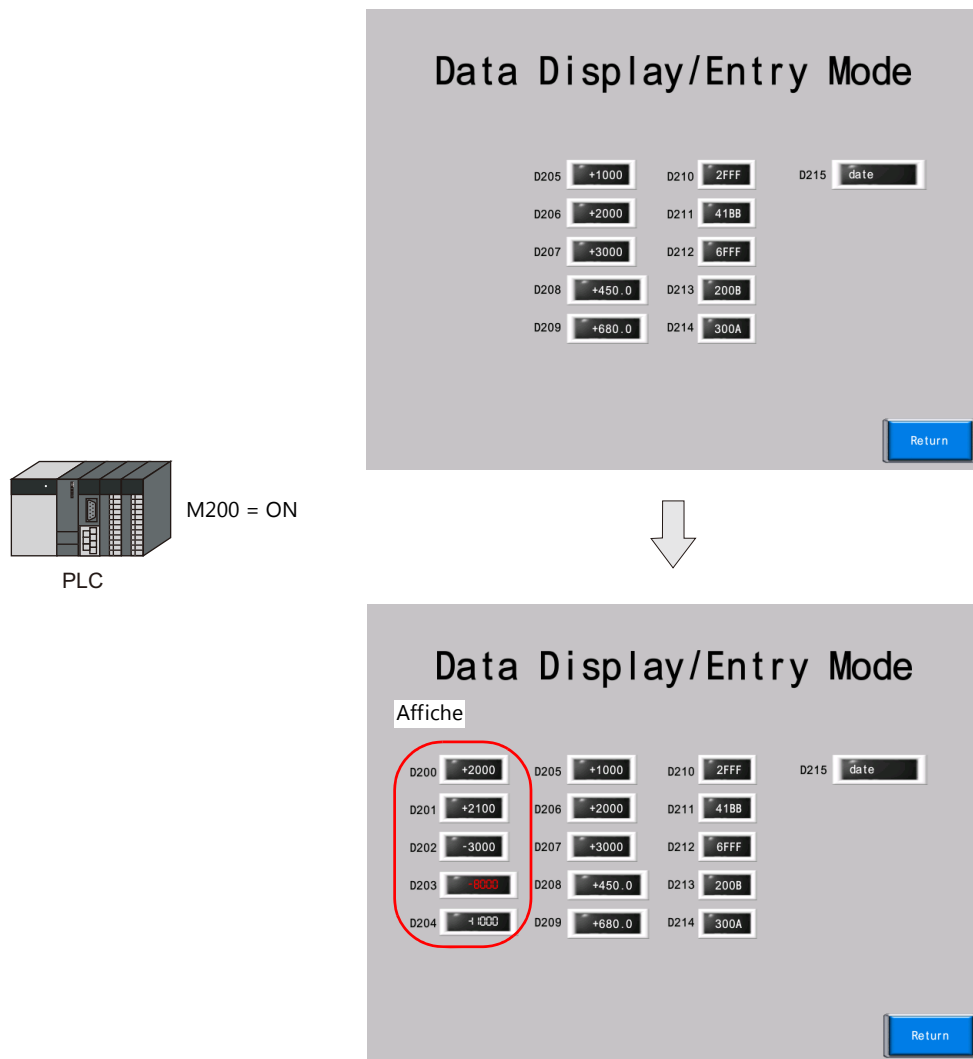 Data Display/Entry Mode
D205 +1000 D210 2FFF D215 date
D206 +2000 D211 41BB
D207 +3000 D212 6FFF
D208 +450.0 D213 200B
D209 +680.0 D214 300A
Return
M200 = ON
PLC
Data Display/Entry Mode
Affiche
D200 +2000 D205 +1000 D210 2FFF D215 date
D201 +2100 D206 +2000 D211 41BB
D202 -3000 D207 +3000 D212 6FFF
D203 -8000 D208 +450.0 D213 200B
D204 -11000 D209 +680.0 D214 300A
Return